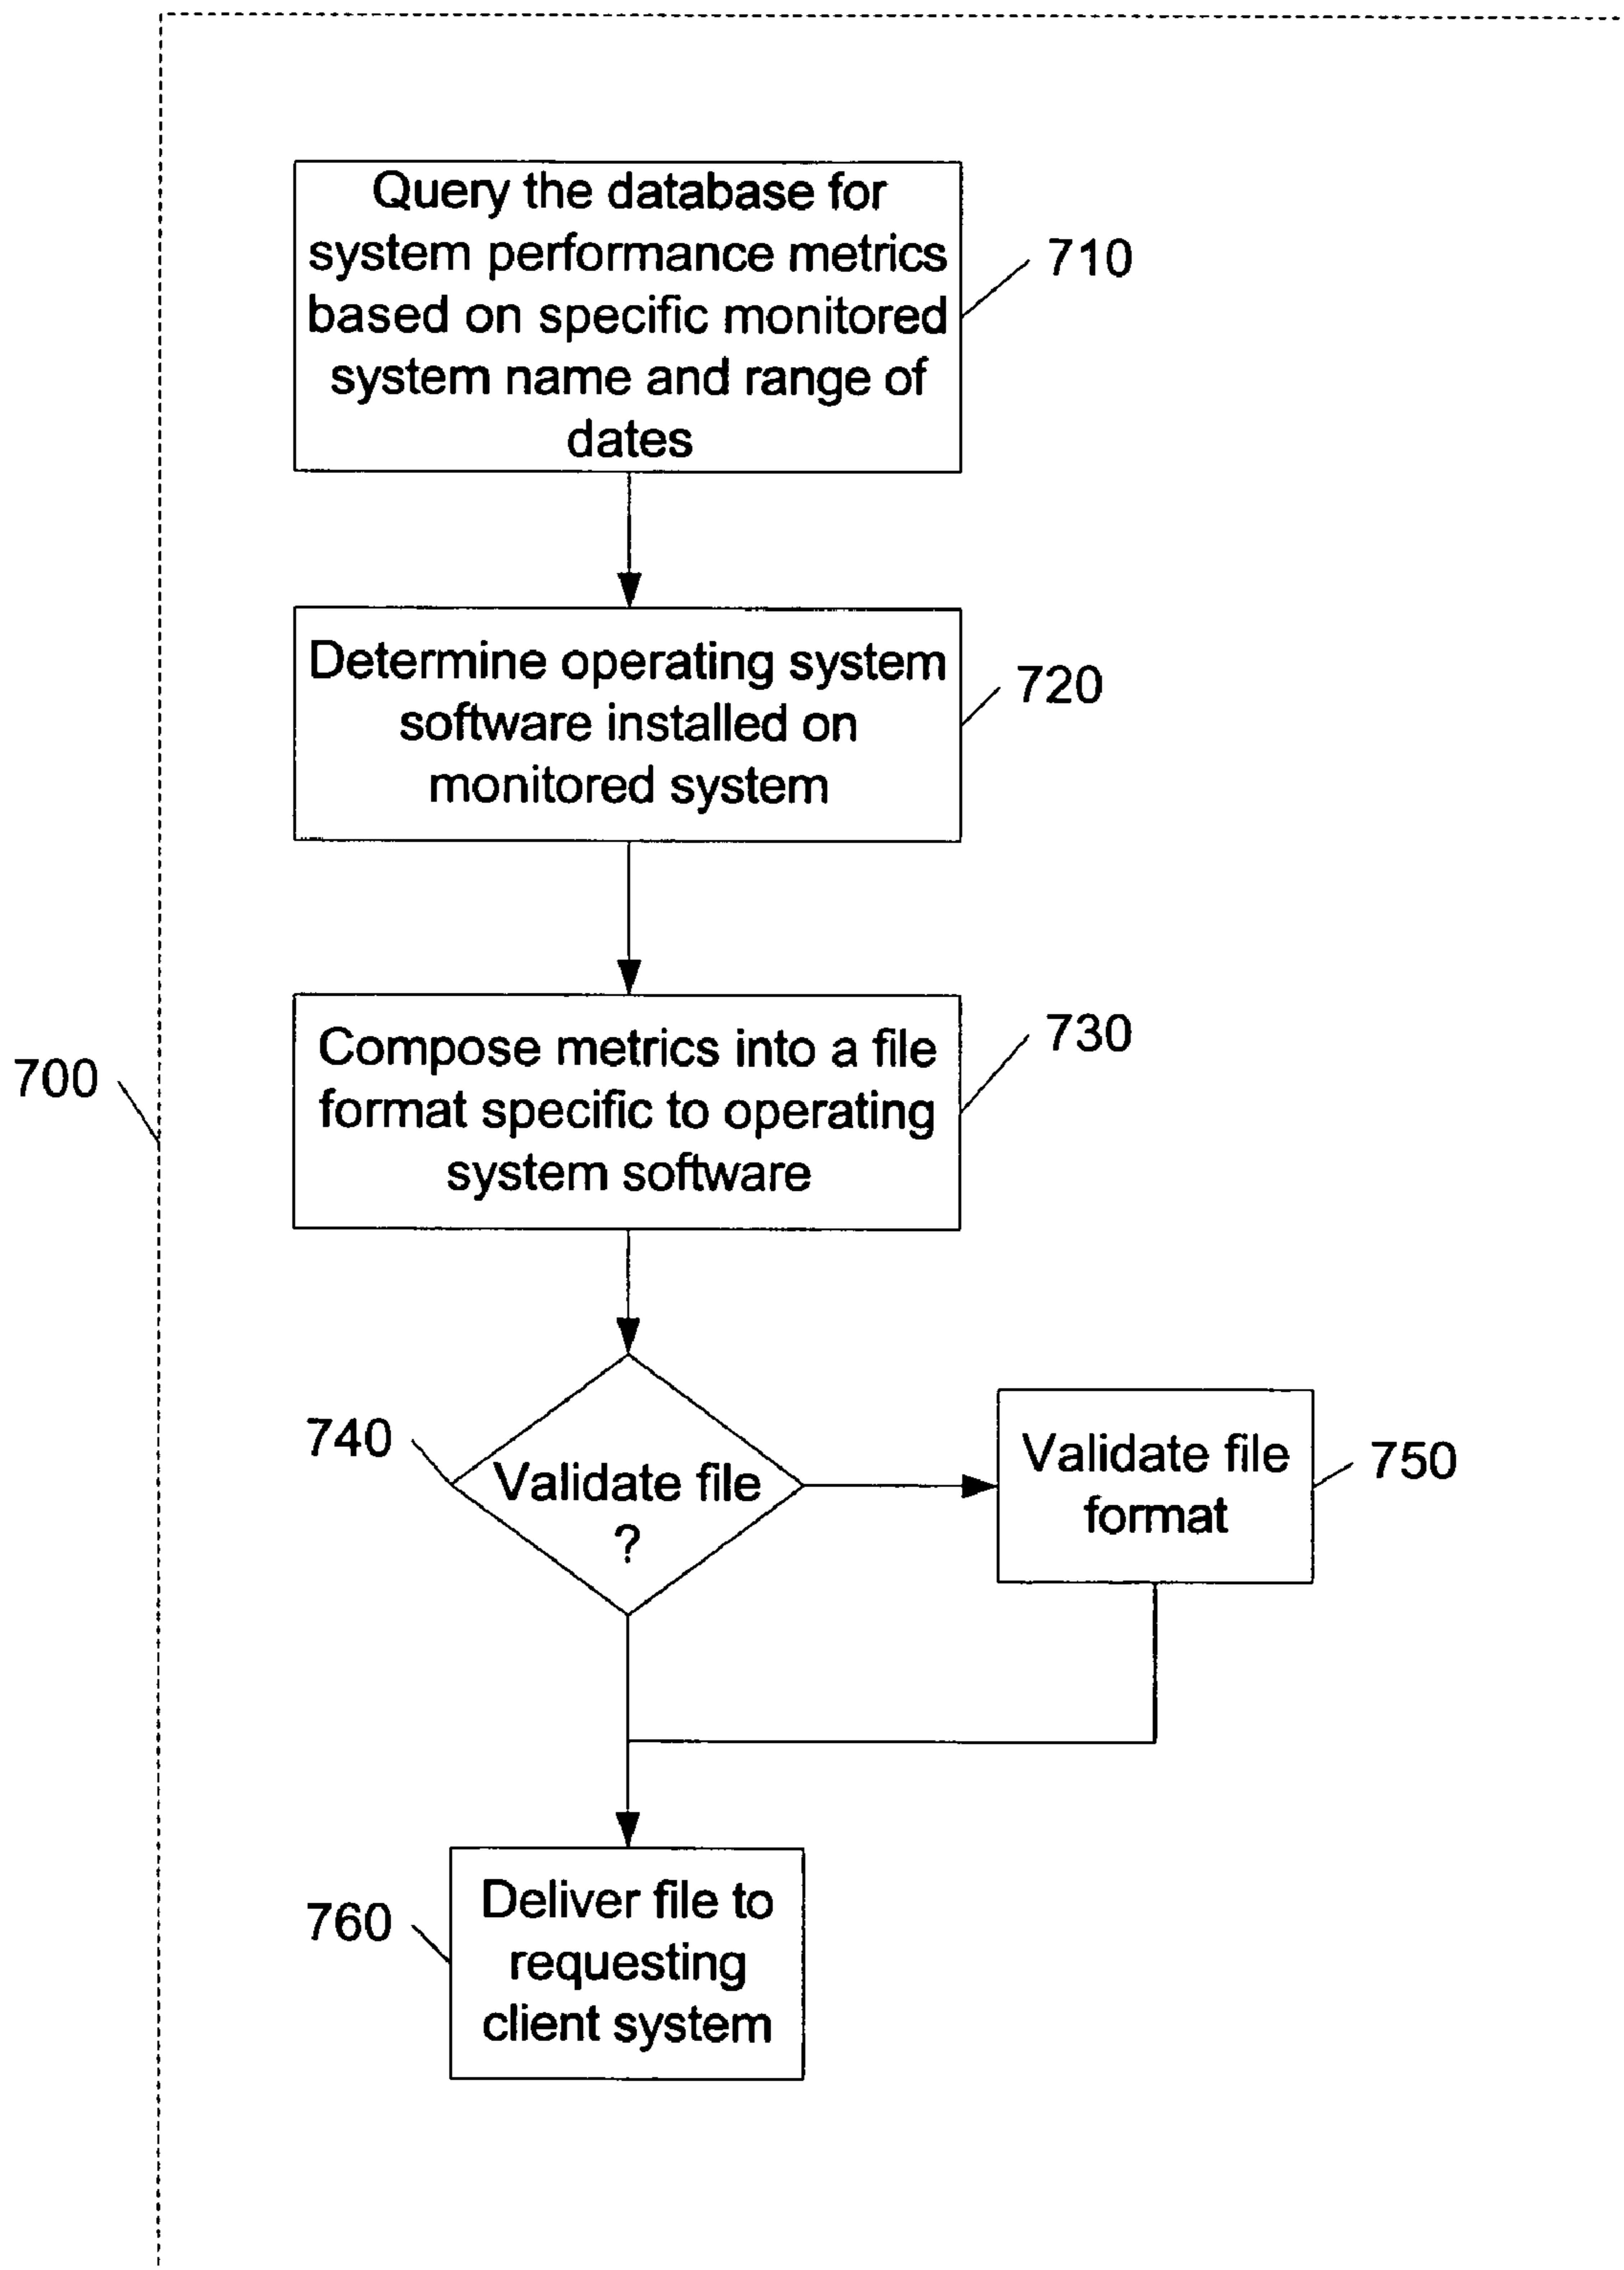 Query the database for
system performance metrics
based on specific monitored
system name and range of
dates
710
Determine operating system
software installed on
monitored system
720
Compose metrics into a file
format specific to operating
system software
730
700
740
Validate file
?
Validate file
format
750
760
Deliver file to
requesting
client system